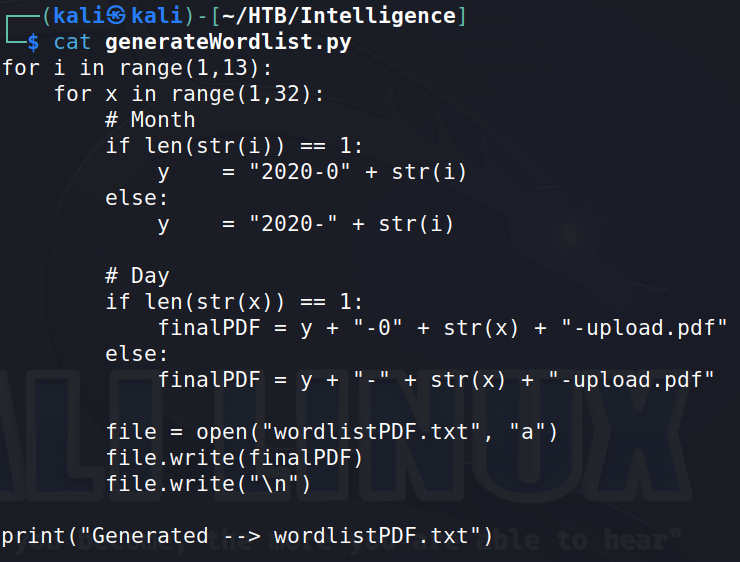 ┌──(kali㉿kali)-[~/HTB/Intelligence]
└─$ cat generateWordlist.py
for i in range(1,13):
    for x in range(1,32):
        # Month
        if len(str(i)) == 1:
            y    = "2020-0" + str(i)
        else:
            y    = "2020-" + str(i)

        # Day
        if len(str(x)) == 1:
            finalPDF = y + "-0" + str(x) + "-upload.pdf"
        else:
            finalPDF = y + "-" + str(x) + "-upload.pdf"

        file = open("wordlistPDF.txt", "a")
        file.write(finalPDF)
        file.write("\n")

print("Generated --> wordlistPDF.txt")
ALI LINUX
you become, the more you are able to hear"